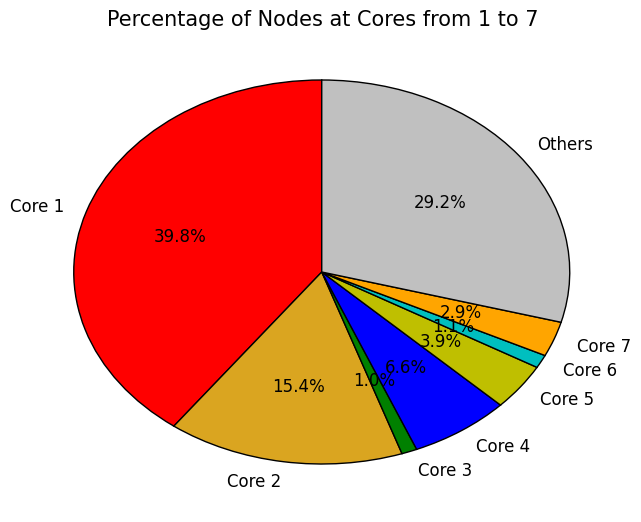 Percentage of Nodes at Cores from 1 to 7
Others
Core 1
29.2%
39.8%
2.9%
1.1%
3.9%
Core 7
6.6%
Core 6
1.0%
15.4%
Core 5
Core 4
Core 3
Core 2